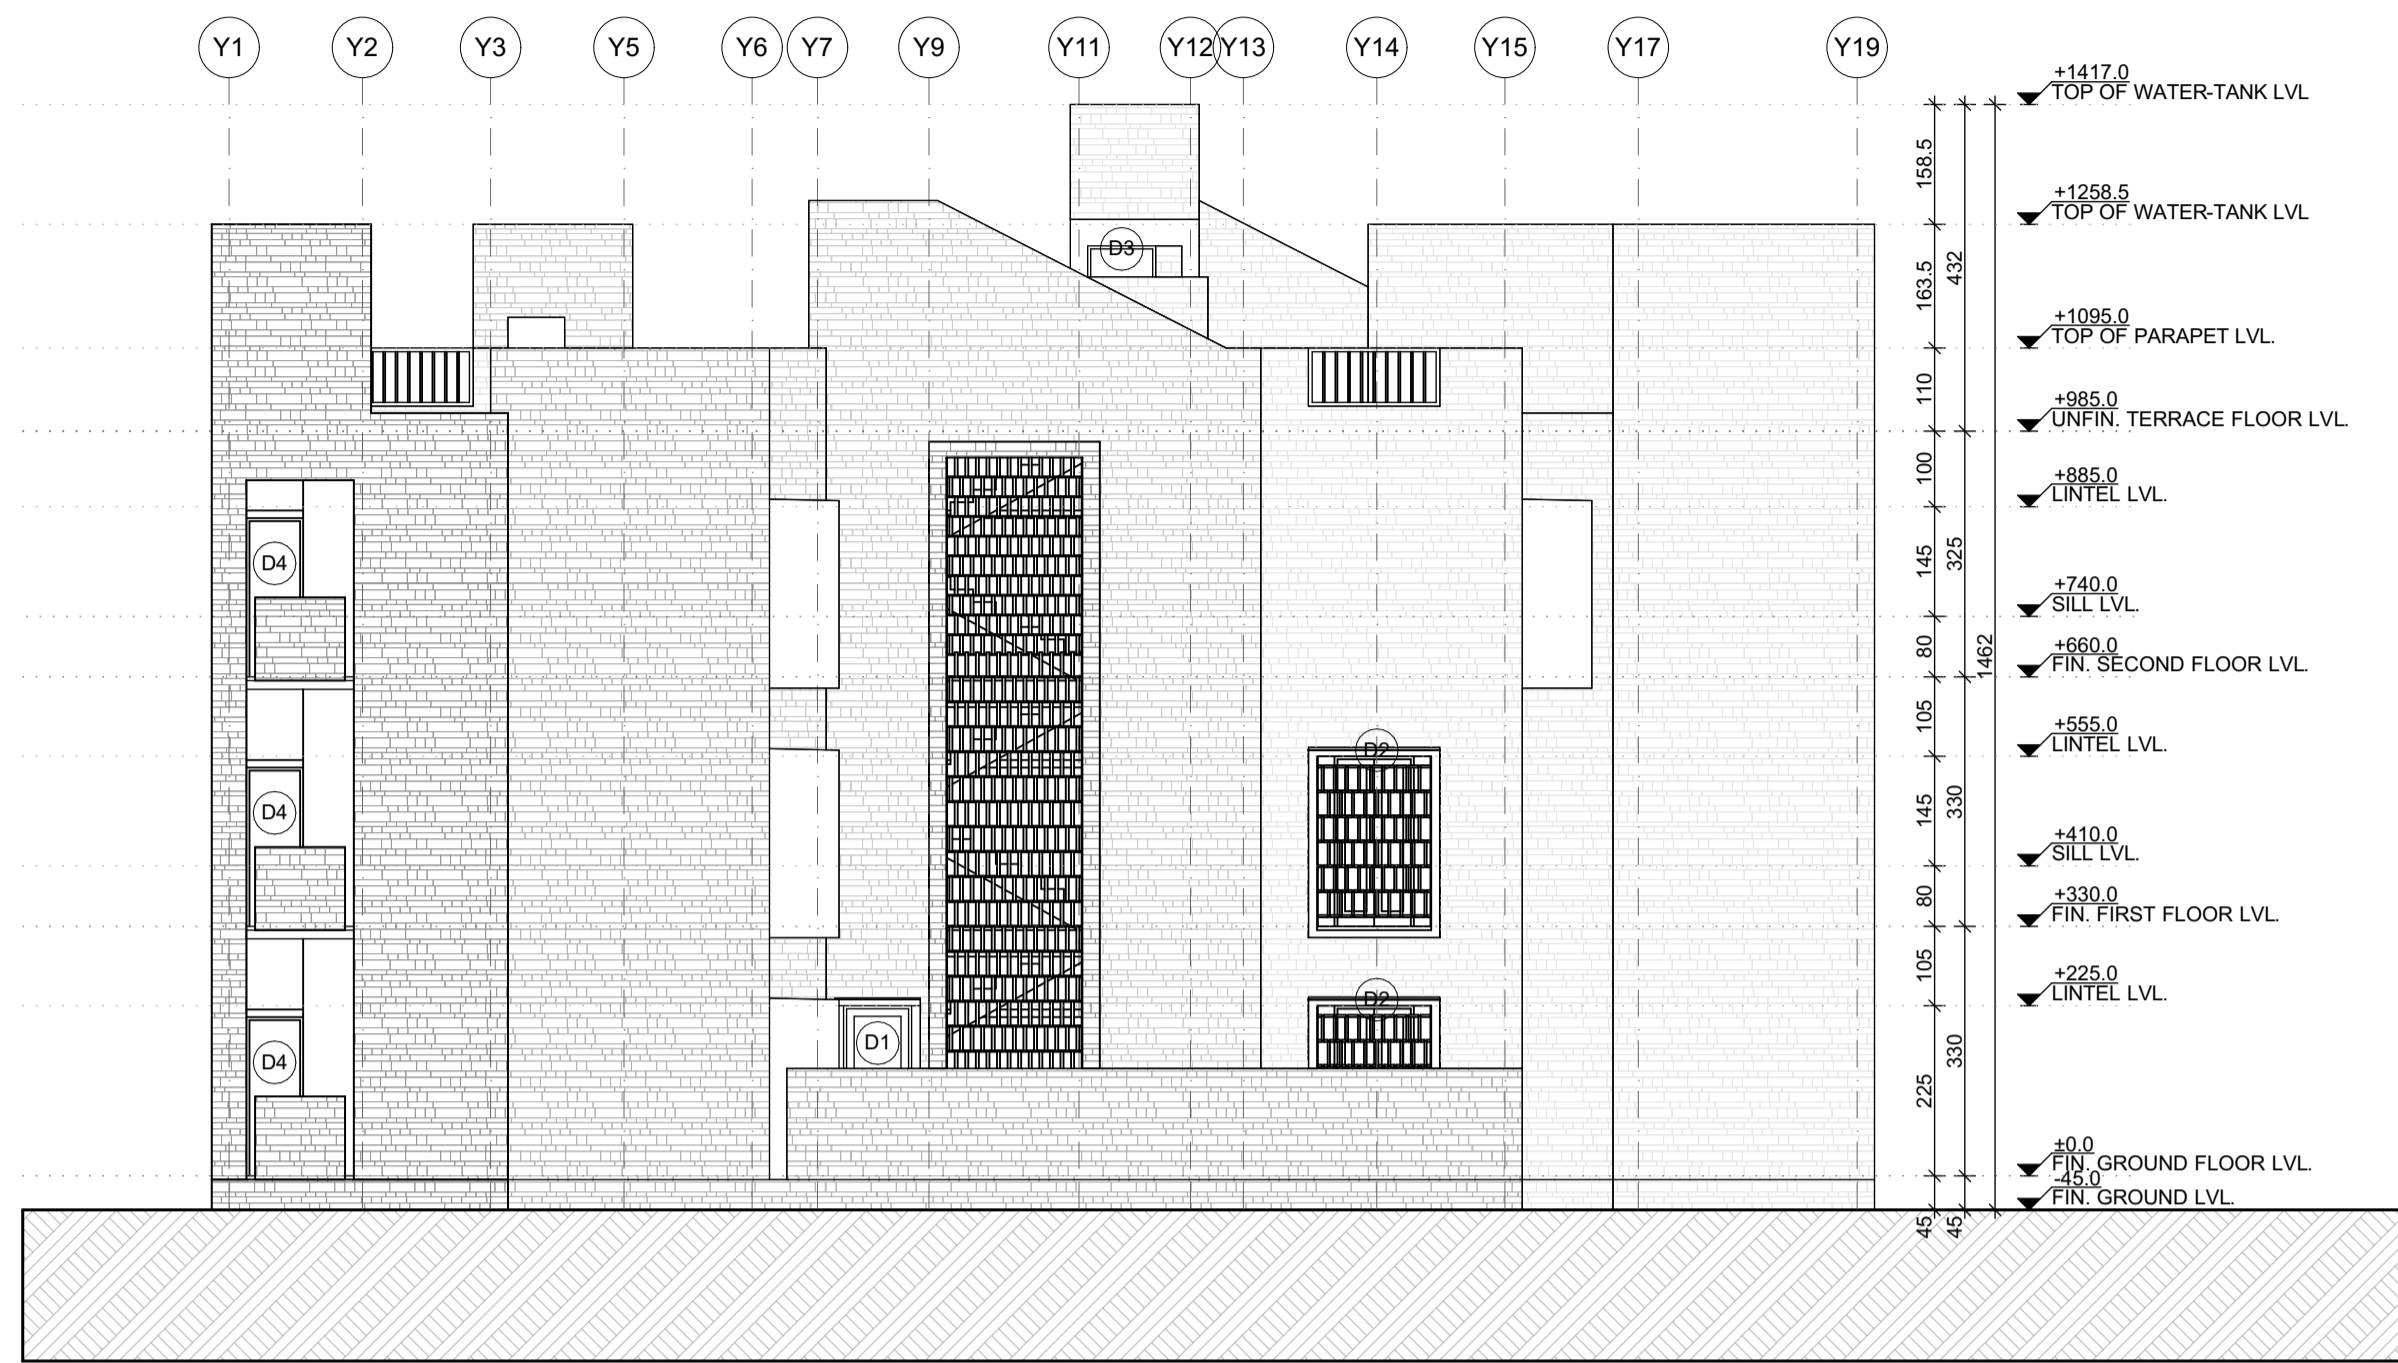 Y1 Y2 Y3 Y5 Y6 Y7 Y9 Y11 Y12 Y13 Y14 Y15 Y17 Y19
+1417.0
TOP OF WATER-TANK LVL
158.5
+1258.5
TOP OF WATER-TANK LVL
D3
163.5
432
+1095.0
TOP OF PARAPET LVL.
110
+985.0
UNFIN. TERRACE FLOOR LVL.
100
+885.0
LINTEL LVL.
D4
145
325
+740.0
SILL LVL.
80
1462
+660.0
FIN. SECOND FLOOR LVL.
105
+555.0
LINTEL LVL.
D2
D4
145
330
+410.0
SILL LVL.
80
+330.0
FIN. FIRST FLOOR LVL.
105
+225.0
LINTEL LVL.
D2
D1
D4
225
330
±0.0
FIN. GROUND FLOOR LVL.
-45.0
FIN. GROUND LVL.
45
45